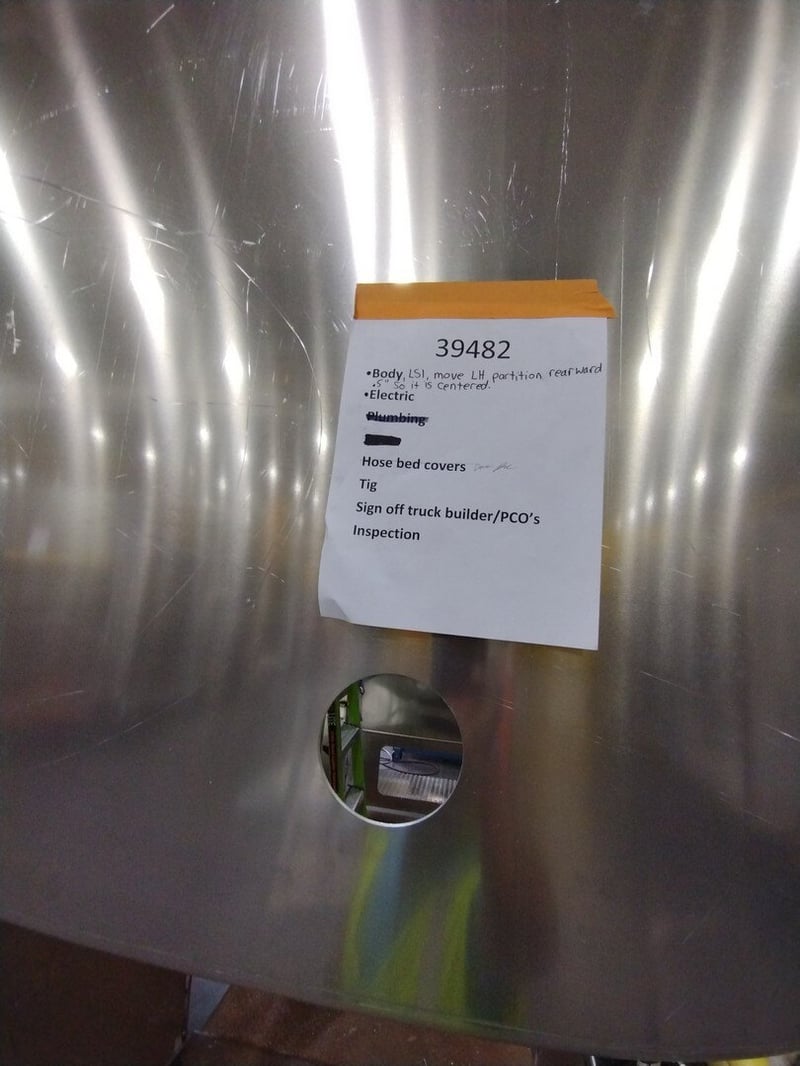 39482
•Body, LS1, move LH partition rearward
.5" So it is centered.
•Electric
Plumbing
Hose bed covers
Tig
Sign off truck builder/PCO's
Inspection